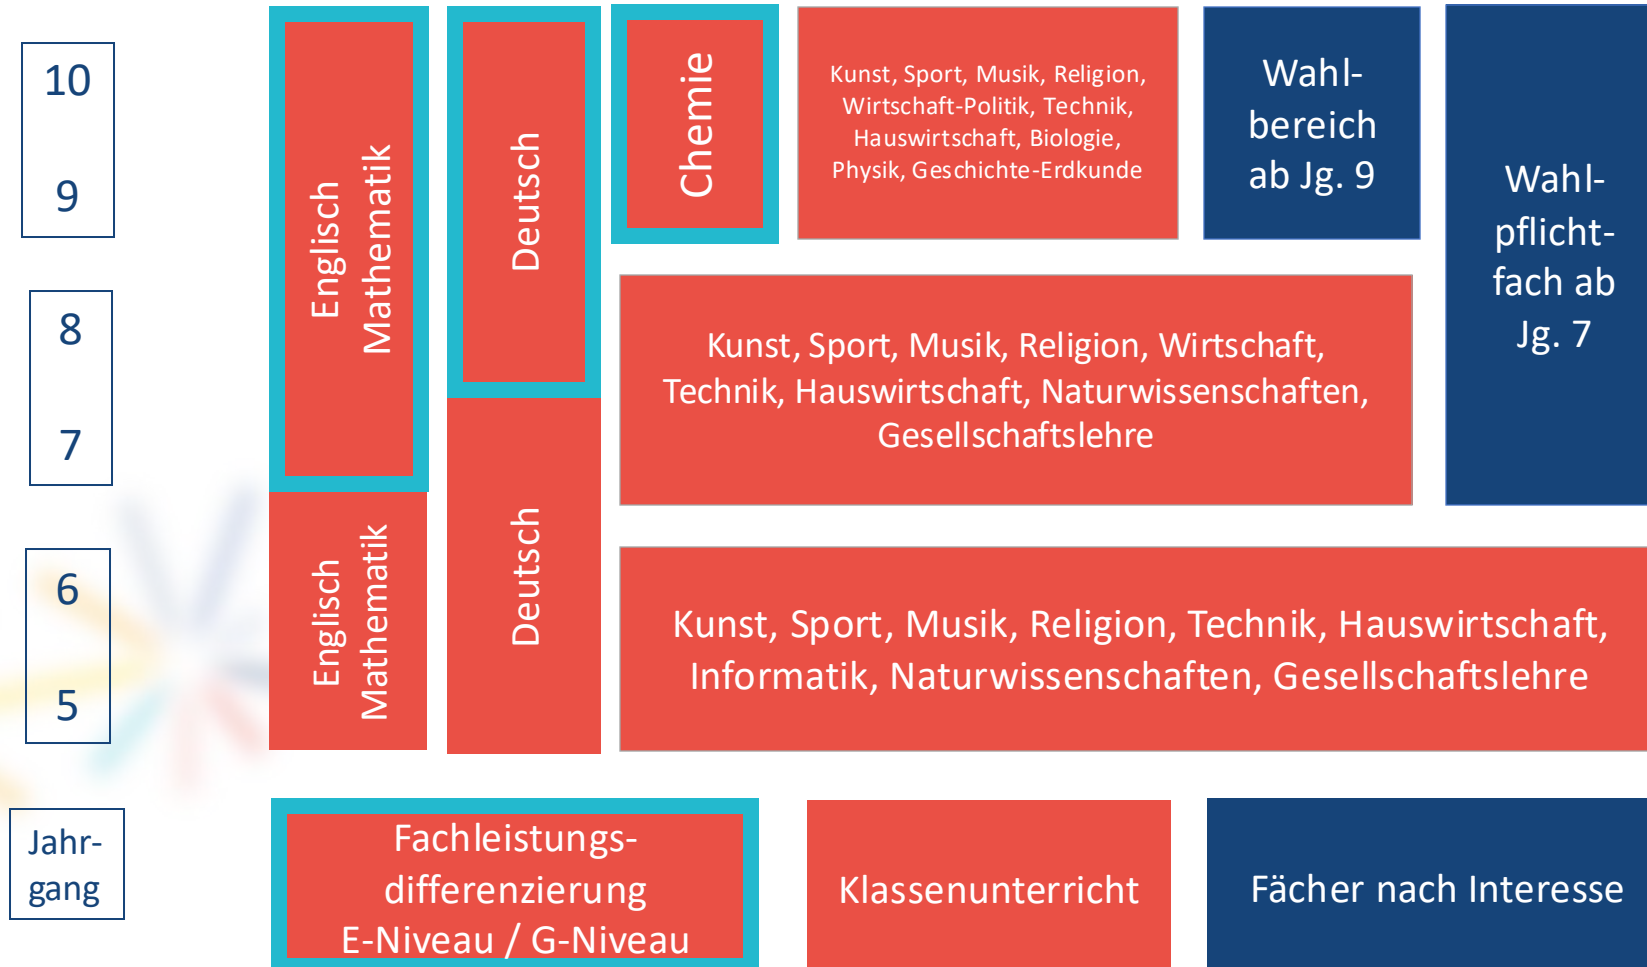 10
9
8
7
6
5
Jahr-
gang
Englisch
Mathematik
Deutsch
Chemie
Kunst, Sport, Musik, Religion,
Wirtschaft-Politik, Technik,
Hauswirtschaft, Biologie,
Physik, Geschichte-Erdkunde
Wahl-
bereich
ab Jg. 9
Wahl-
pflicht-
fach ab
Jg. 7
Kunst, Sport, Musik, Religion, Wirtschaft,
Technik, Hauswirtschaft, Naturwissenschaften,
Gesellschaftslehre
Englisch
Mathematik
Deutsch
Kunst, Sport, Musik, Religion, Technik, Hauswirtschaft,
Informatik, Naturwissenschaften, Gesellschaftslehre
Fachleistungs-
differenzierung
E-Niveau / G-Niveau
Klassenunterricht
Fächer nach Interesse